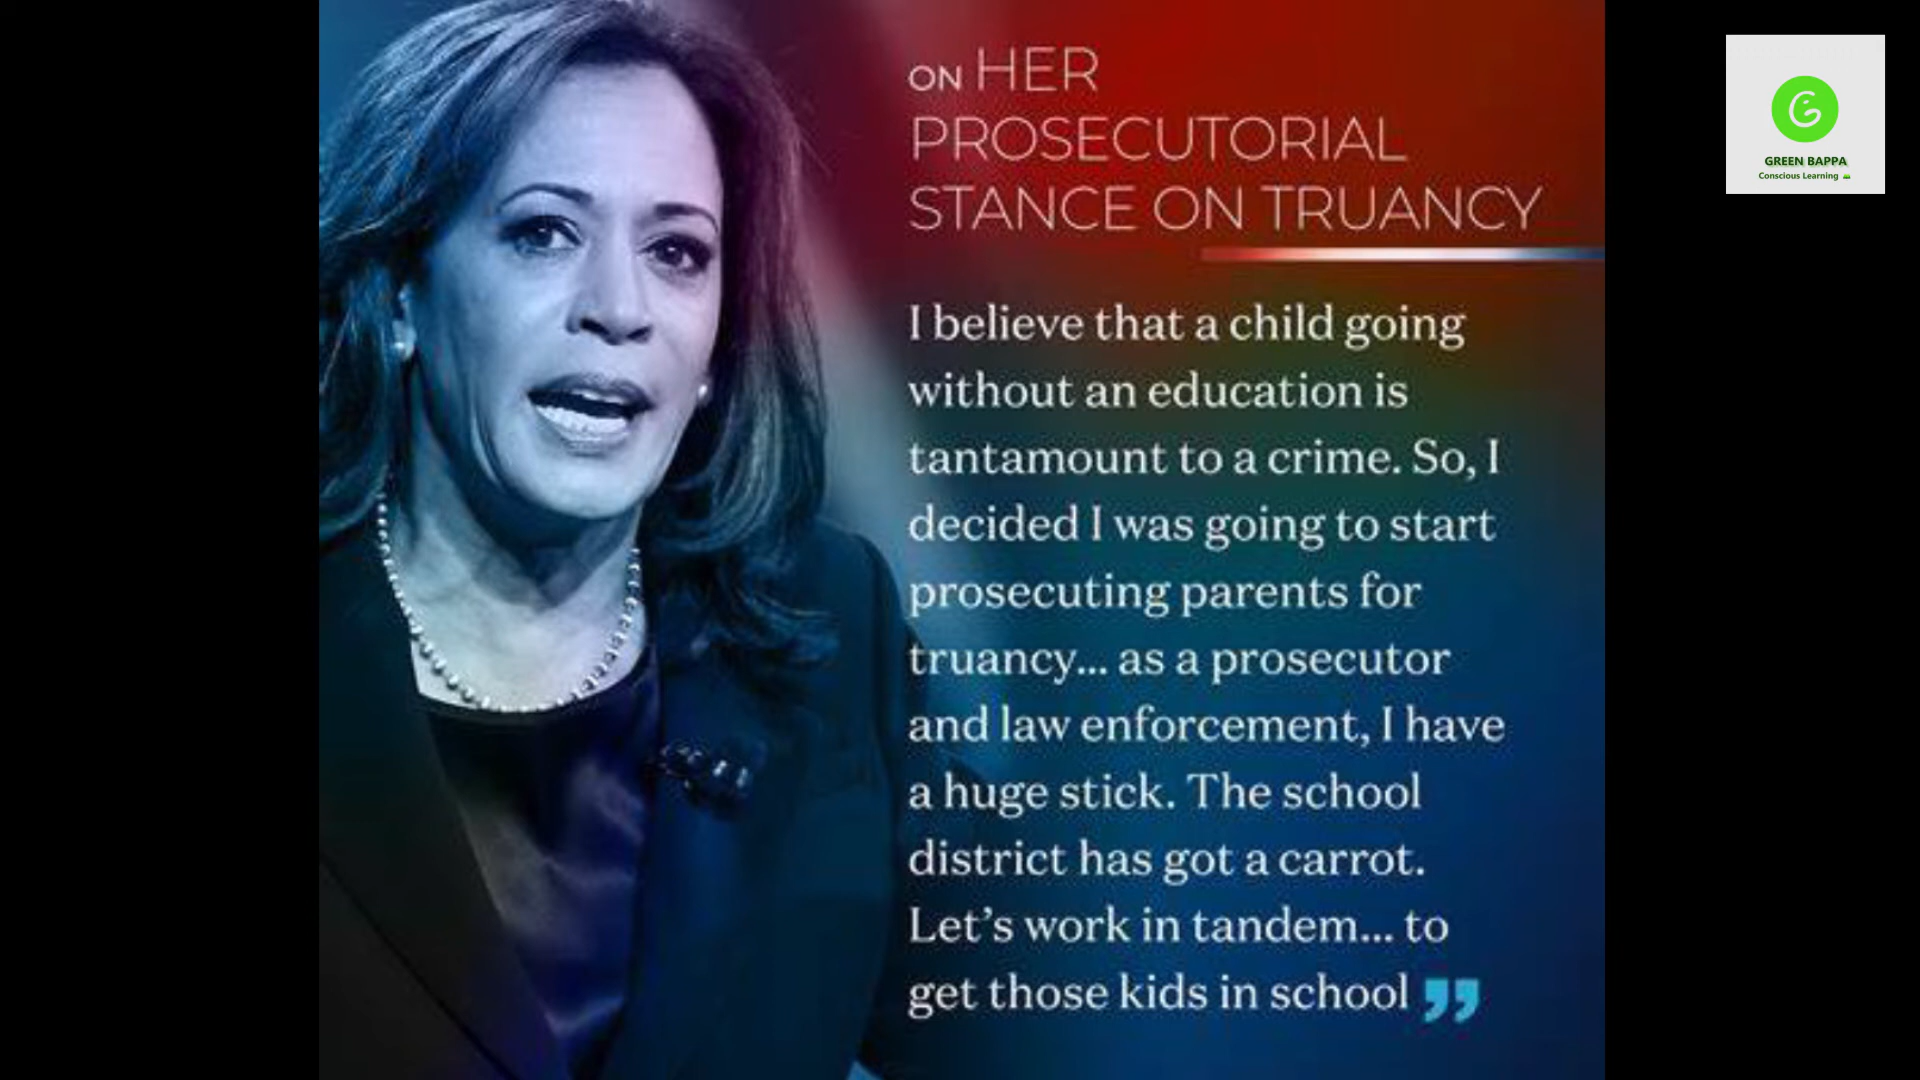 ON HER
PROSECUTORIAL
STANCE ON TRUANCY
I believe that a child going
without an education is
tantamount to a crime. So, I
decided I was going to start
prosecuting parents for
truancy... as a prosecutor
and law enforcement, I have
a huge stick. The school
district has got a carrot.
Let’s work in tandem... to
get those kids in school ”
GREEN BAPPA
Conscious Learning